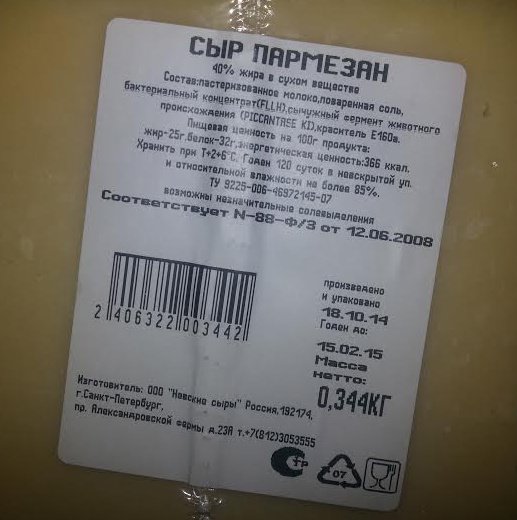 СЫР ПАРМЕЗАН
40% жира в сухом веществе
Состав:пастеризованное молоко,поваренная соль,
бактериальный концентрат(FLLH),сычужный фермент животного
происхождения (PICCANTASE KI),краситель Е160а.
Пищевая ценность на 100г продукта:
жир-25г.белок-32г,энергетическая ценность:366 ккал.
Хранить при Т+2+6°С. Годен 120 суток в невскрытой уп.
и относительной влажности не более 85%.
ТУ 9225-006-46972145-07
возможны незначительные солевыделения
Соответствует N-88-Ф/З от 12.06.2008
произведено
и упаковано
18.10.14
Годен до:
15.02.15
Масса
нетто:
0,344КГ
2 406322 003442
Изготовитель: ООО "Невские сыры" Россия,192174,
г.Санкт-Петербург,
пр. Александровской фермы д.23А т.+7(812)3053555
Стр
07